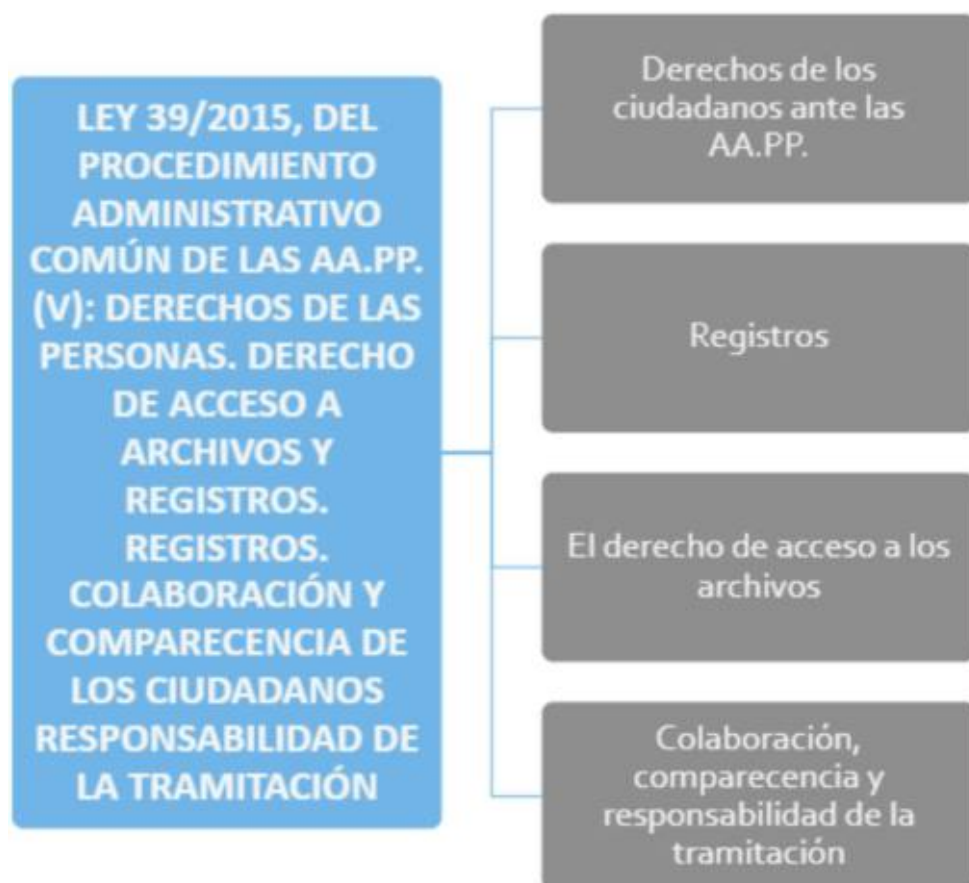 LEY 39/2015, DEL
PROCEDIMIENTO
ADMINISTRATIVO
COMÚN DE LAS AA.PP.
(V): DERECHOS DE LAS
PERSONAS. DERECHO
DE ACCESO A
ARCHIVOS Y
REGISTROS.
REGISTROS.
COLABORACIÓN Y
COMPARECENCIA DE
LOS CIUDADANOS
RESPONSABILIDAD DE
LA TRAMITACIÓN
Derechos de los
ciudadanos ante las
AA.PP.
Registros
El derecho de acceso a los
archivos
Colaboración,
comparecencia y
responsabilidad de la
tramitación